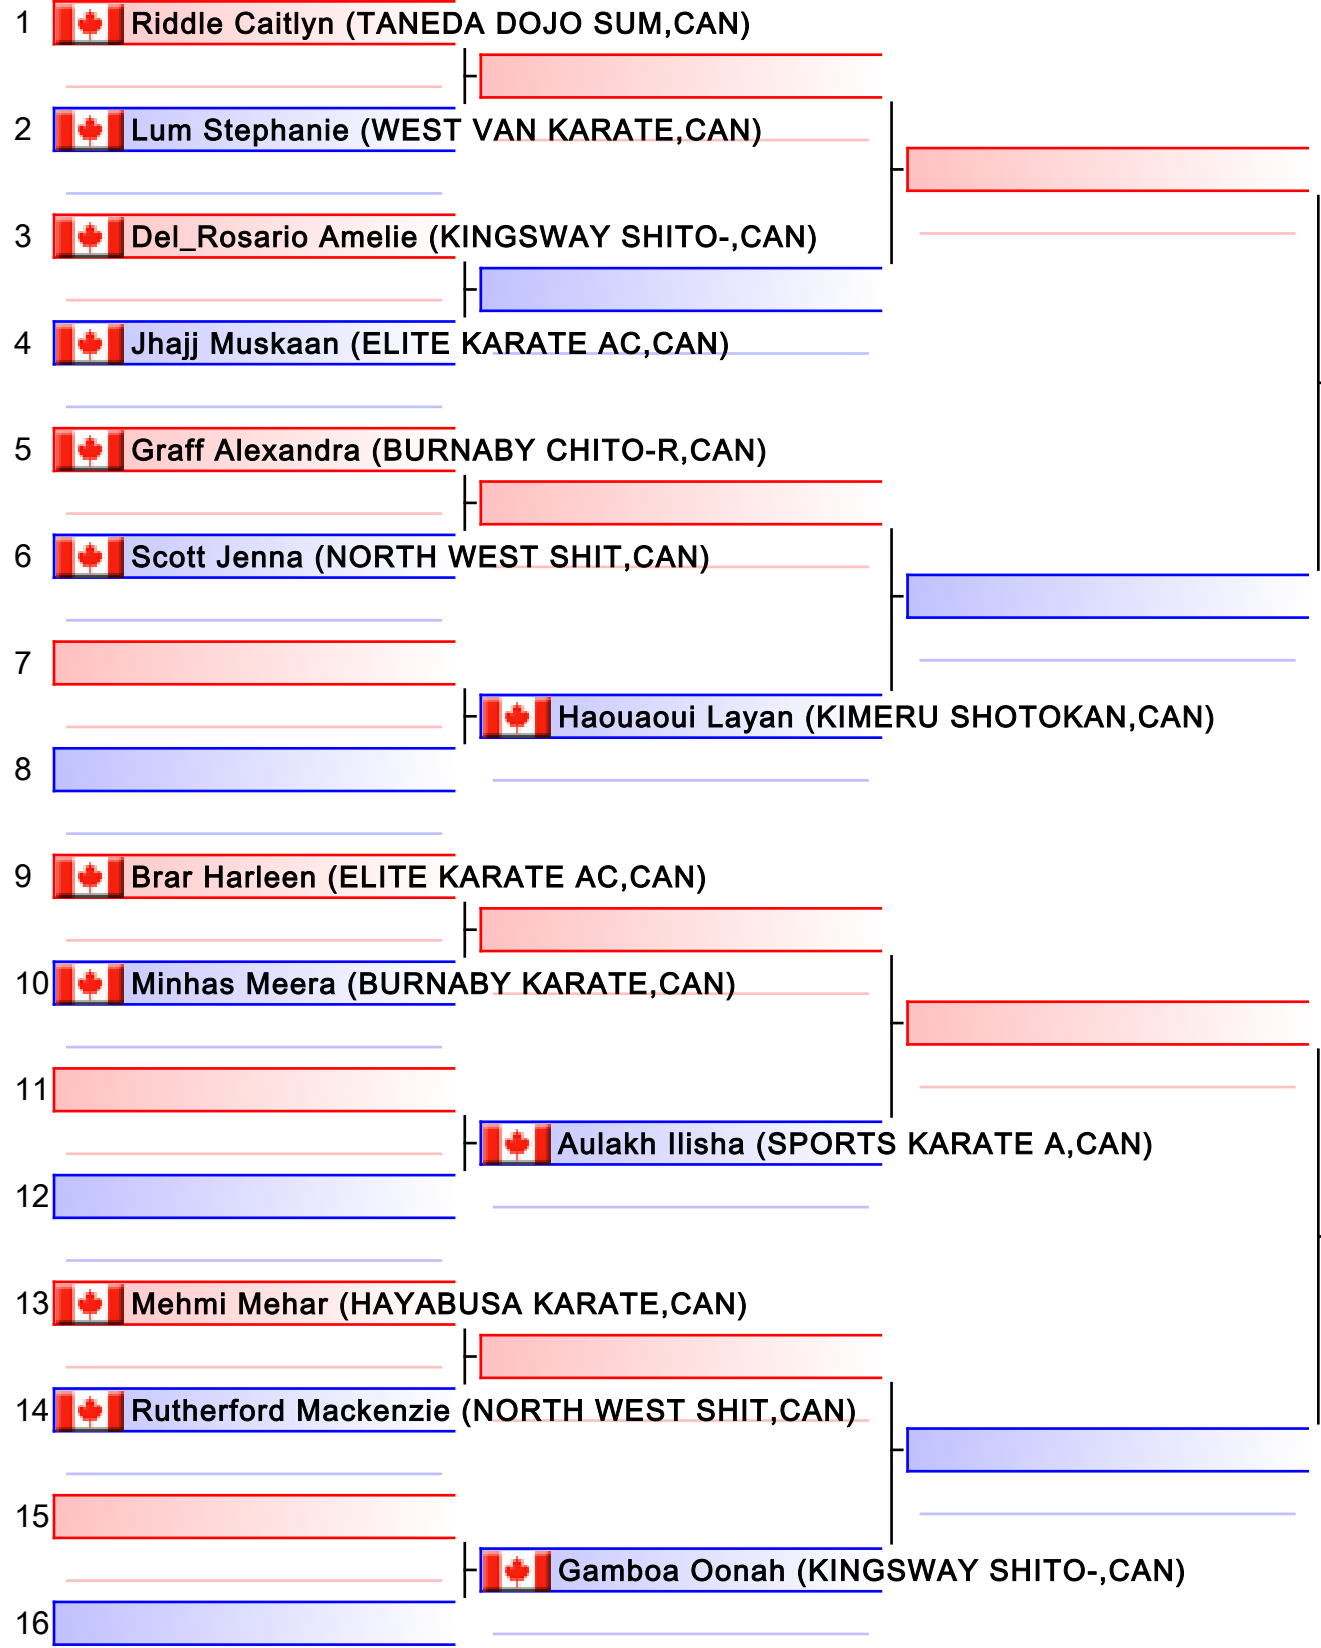 1 Riddle Caitlyn (TANEDA DOJO SUM,CAN)
2 Lum Stephanie (WEST VAN KARATE,CAN)
3 Del_Rosario Amelie (KINGSWAY SHITO-,CAN)
4 Jhajj Muskaan (ELITE KARATE AC,CAN)
5 Graff Alexandra (BURNABY CHITO-R,CAN)
6 Scott Jenna (NORTH WEST SHIT,CAN)
7
Haouaoui Layan (KIMERU SHOTOKAN,CAN)
8
9 Brar Harleen (ELITE KARATE AC,CAN)
10 Minhas Meera (BURNABY KARATE,CAN)
11
Aulakh Ilisha (SPORTS KARATE A,CAN)
12
13 Mehmi Mehar (HAYABUSA KARATE,CAN)
14 Rutherford Mackenzie (NORTH WEST SHIT,CAN)
15
Gamboa Oonah (KINGSWAY SHITO-,CAN)
16